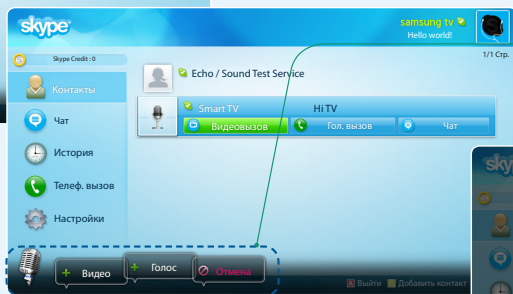 skype
samsung tv
Hello world!
Skype Credit : 0
1/1 Стр.
Echo / Sound Test Service
Контакты
Smart TV Hi TV
Видеовызов Гол. вызов Чат
Чат
История
Телеф. вызов
Настройки
Видео Голос Отмена
A Выйти Добавить контакт
sky